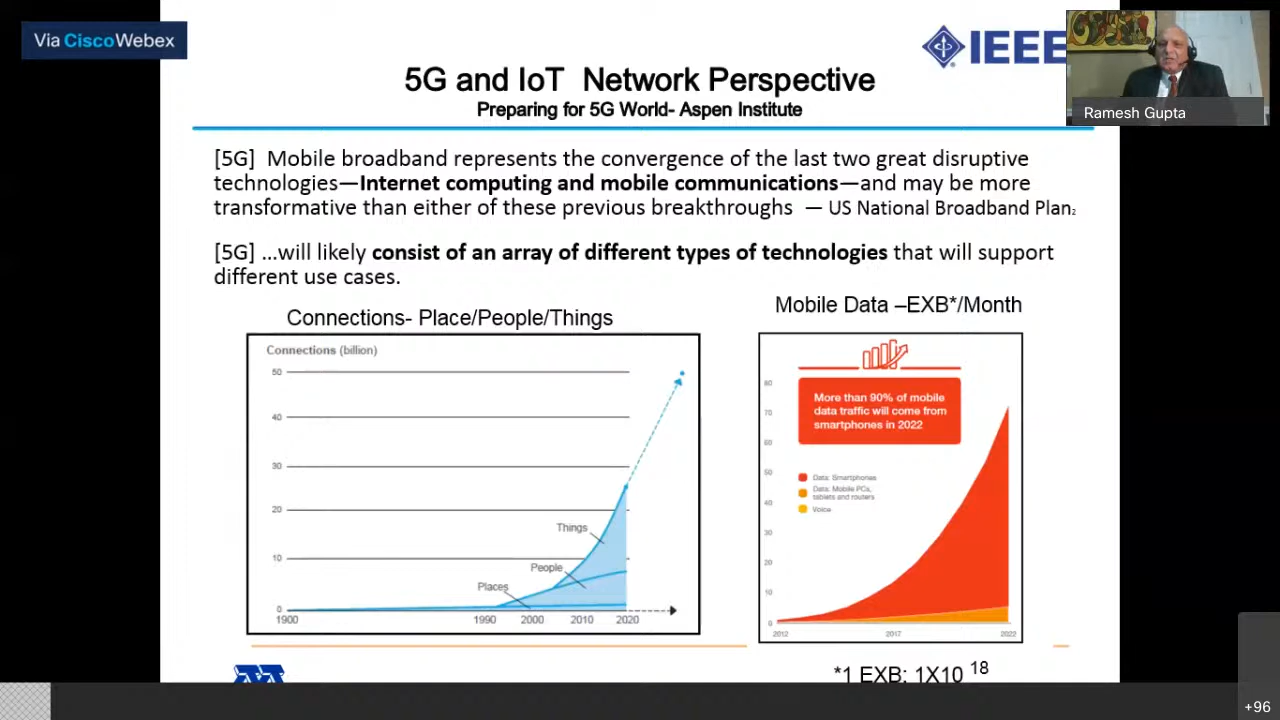 Via CiscoWebex
IEEE
Ramesh Gupta
5G and IoT Network Perspective
Preparing for 5G World- Aspen Institute
[5G] Mobile broadband represents the convergence of the last two great disruptive
technologies—Internet computing and mobile communications—and may be more
transformative than either of these previous breakthroughs — US National Broadband Plan2
[5G] ...will likely consist of an array of different types of technologies that will support
different use cases.
Connections- Place/People/Things
Connections (billion)
50
40
30
20
10
0
Things
People
Places
1900 1990 2000 2010 2020
Mobile Data –EXB*/Month
More than 90% of mobile
data traffic will come from
smartphones in 2022
80
70
60
50
40
30
20
10
0
Data: Smartphones
Data: Mobile PCs,
tablets and routers
Voice
2012 2017 2022
*1 EXB: 1X10 18
+96